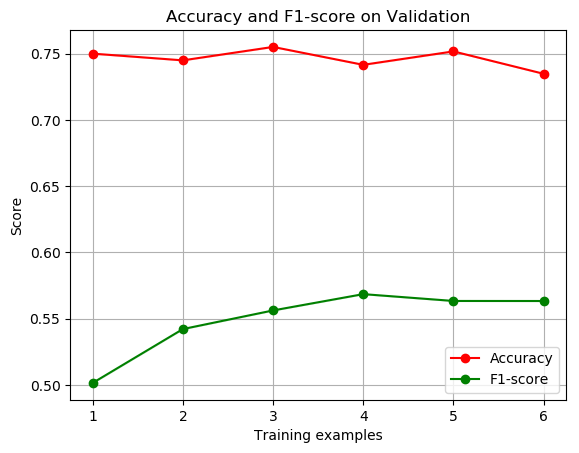 Accuracy and F1-score on Validation
Score
0.75
0.70
0.65
0.60
0.55
0.50
1 2 3 4 5 6
Training examples
Accuracy
F1-score